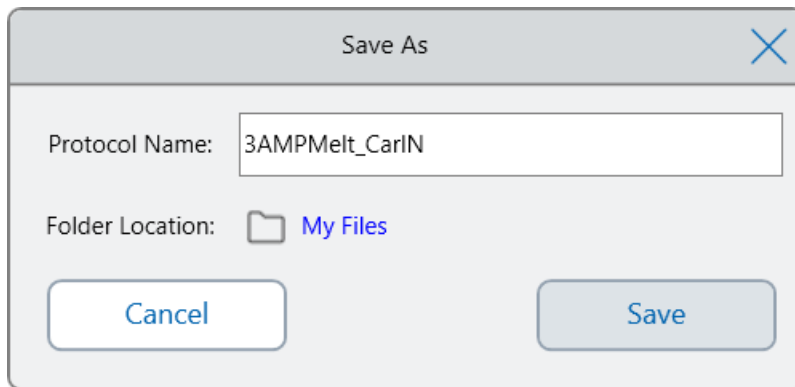 Save As
Protocol Name: 3AMPMelt_CarIN
Folder Location: My Files
Cancel Save